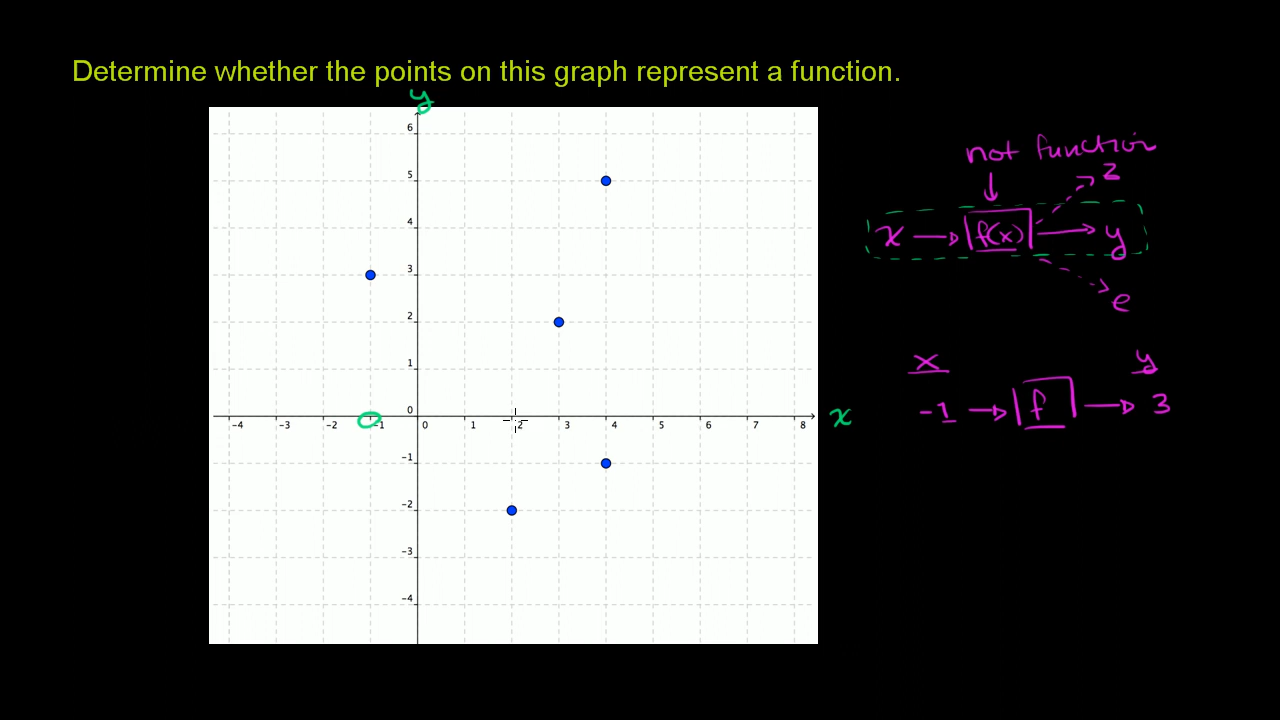 Determine whether the points on this graph represent a function.
y
6
5
4
3
2
1
0
-4 -3 -2 -1 0 1 2 3 4 5 6 7 8 x
-1
-2
-3
-4
not function
z
x f(x) y
e
x y
-1 f 3